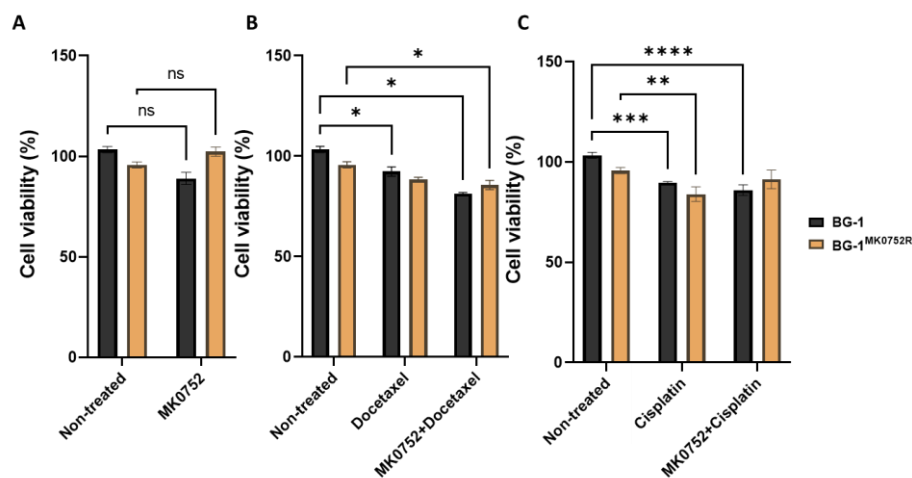 A
B
C
Cell viability (%)
150
100
50
0
ns
ns
Non-treated
MK0752
Cell viability (%)
150
100
50
0
*
*
*
Non-treated
Docetaxel
MK0752+Docetaxel
Cell viability (%)
150
100
50
0
****
**
***
Non-treated
Cisplatin
MK0752+Cisplatin
BG-1
BG-1MK0752R